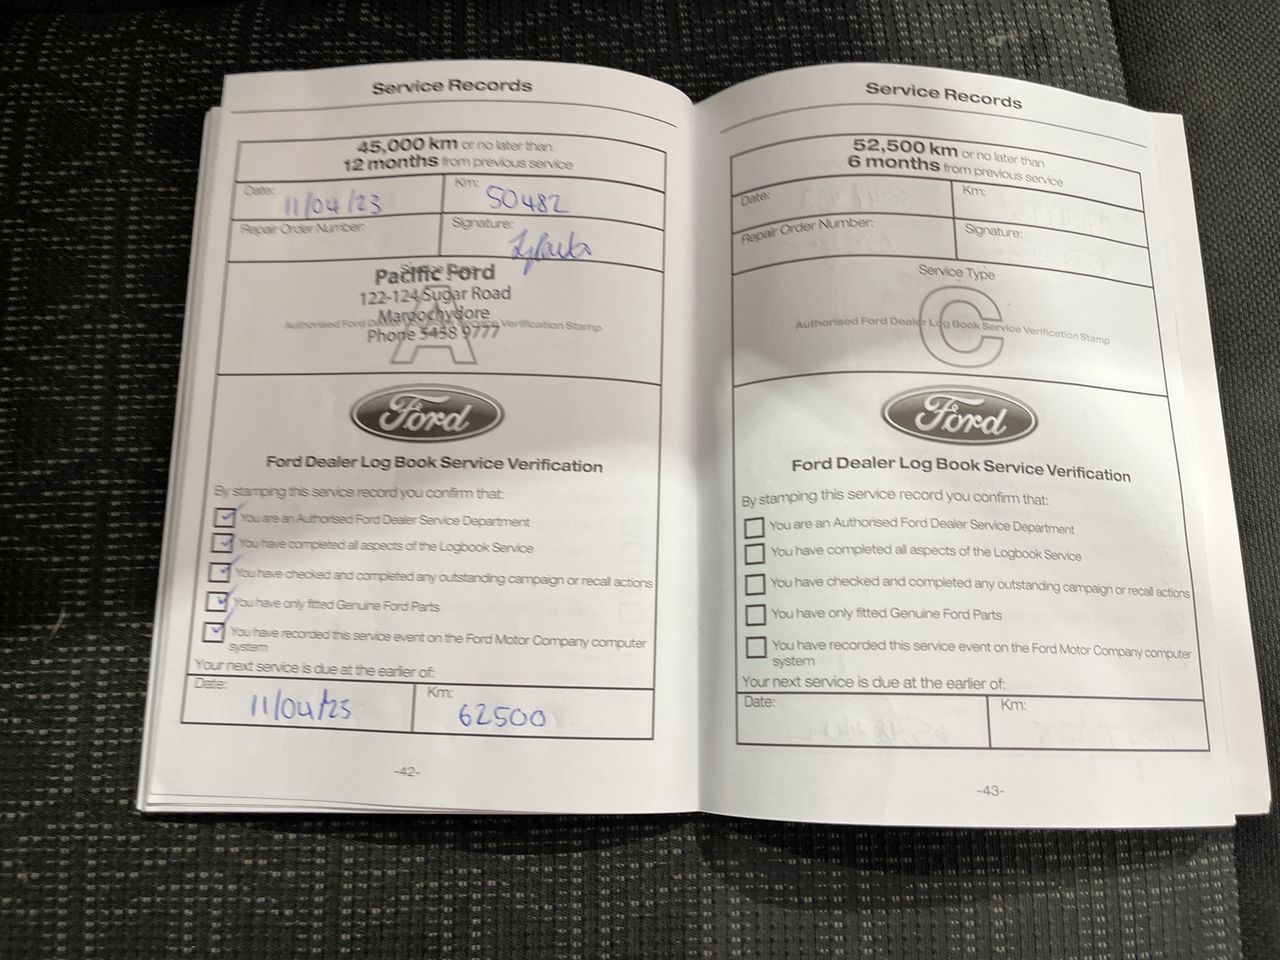 Service Records
45,000 km or no later than
12 months from previous service
Date: 11/04/23
Km: 50482
Repair Order Number:
Signature:
Service Type
Pacific Ford
122-124 Sugar Road
Maroochydore
Phone 5458 9777
Authorised Ford Dealer Log Book Service Verification Stamp
A
Ford
Ford Dealer Log Book Service Verification
By stamping this service record you confirm that:
You are an Authorised Ford Dealer Service Department
You have completed all aspects of the Logbook Service
You have checked and completed any outstanding campaign or recall actions
You have only fitted Genuine Ford Parts
You have recorded this service event on the Ford Motor Company computer
system
Your next service is due at the earlier of:
Date: 11/04/25
Km: 62500
-42-
Service Records
52,500 km or no later than
6 months from previous service
Date:
Km:
Repair Order Number:
Signature:
Service Type
C
Authorised Ford Dealer Log Book Service Verification Stamp
Ford
Ford Dealer Log Book Service Verification
By stamping this service record you confirm that:
You are an Authorised Ford Dealer Service Department
You have completed all aspects of the Logbook Service
You have checked and completed any outstanding campaign or recall actions
You have only fitted Genuine Ford Parts
You have recorded this service event on the Ford Motor Company computer
system
Your next service is due at the earlier of:
Date:
Km:
-43-